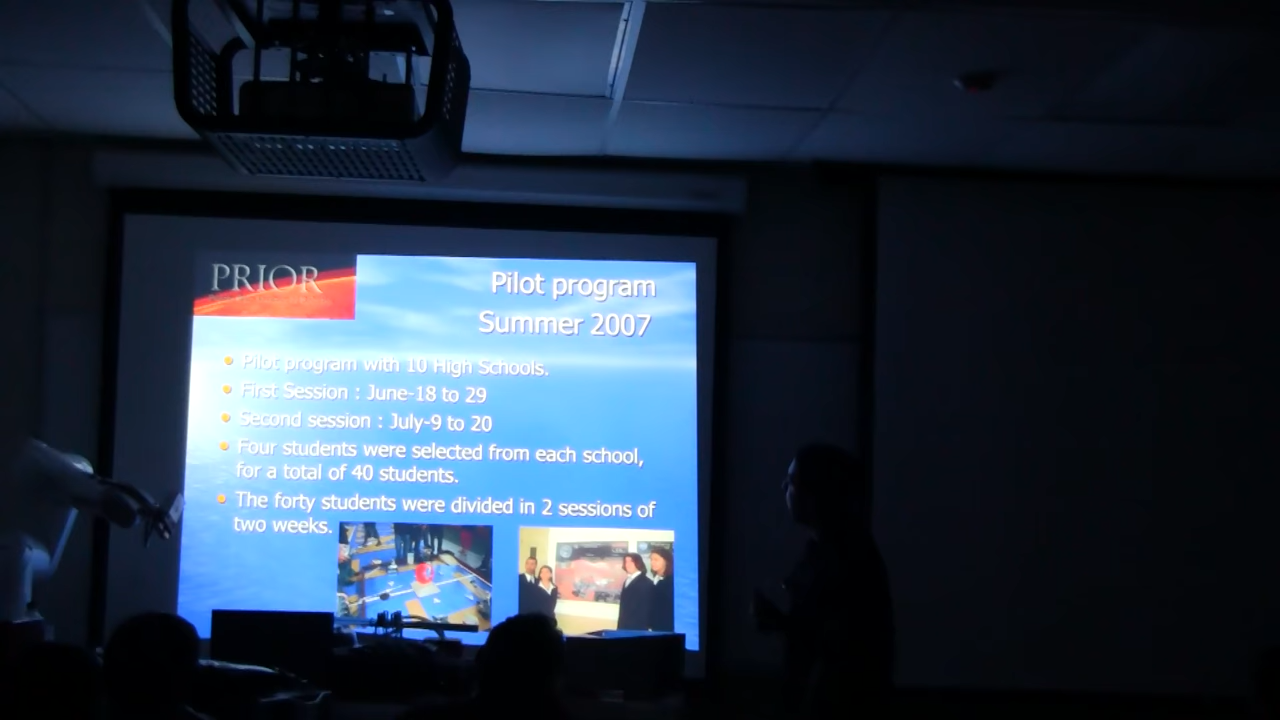 PRIOR
Pilot program
Summer 2007
Pilot program with 10 High Schools.
First Session : June-18 to 29
Second session : July-9 to 20
Four students were selected from each school,
for a total of 40 students.
The forty students were divided in 2 sessions of
two weeks.